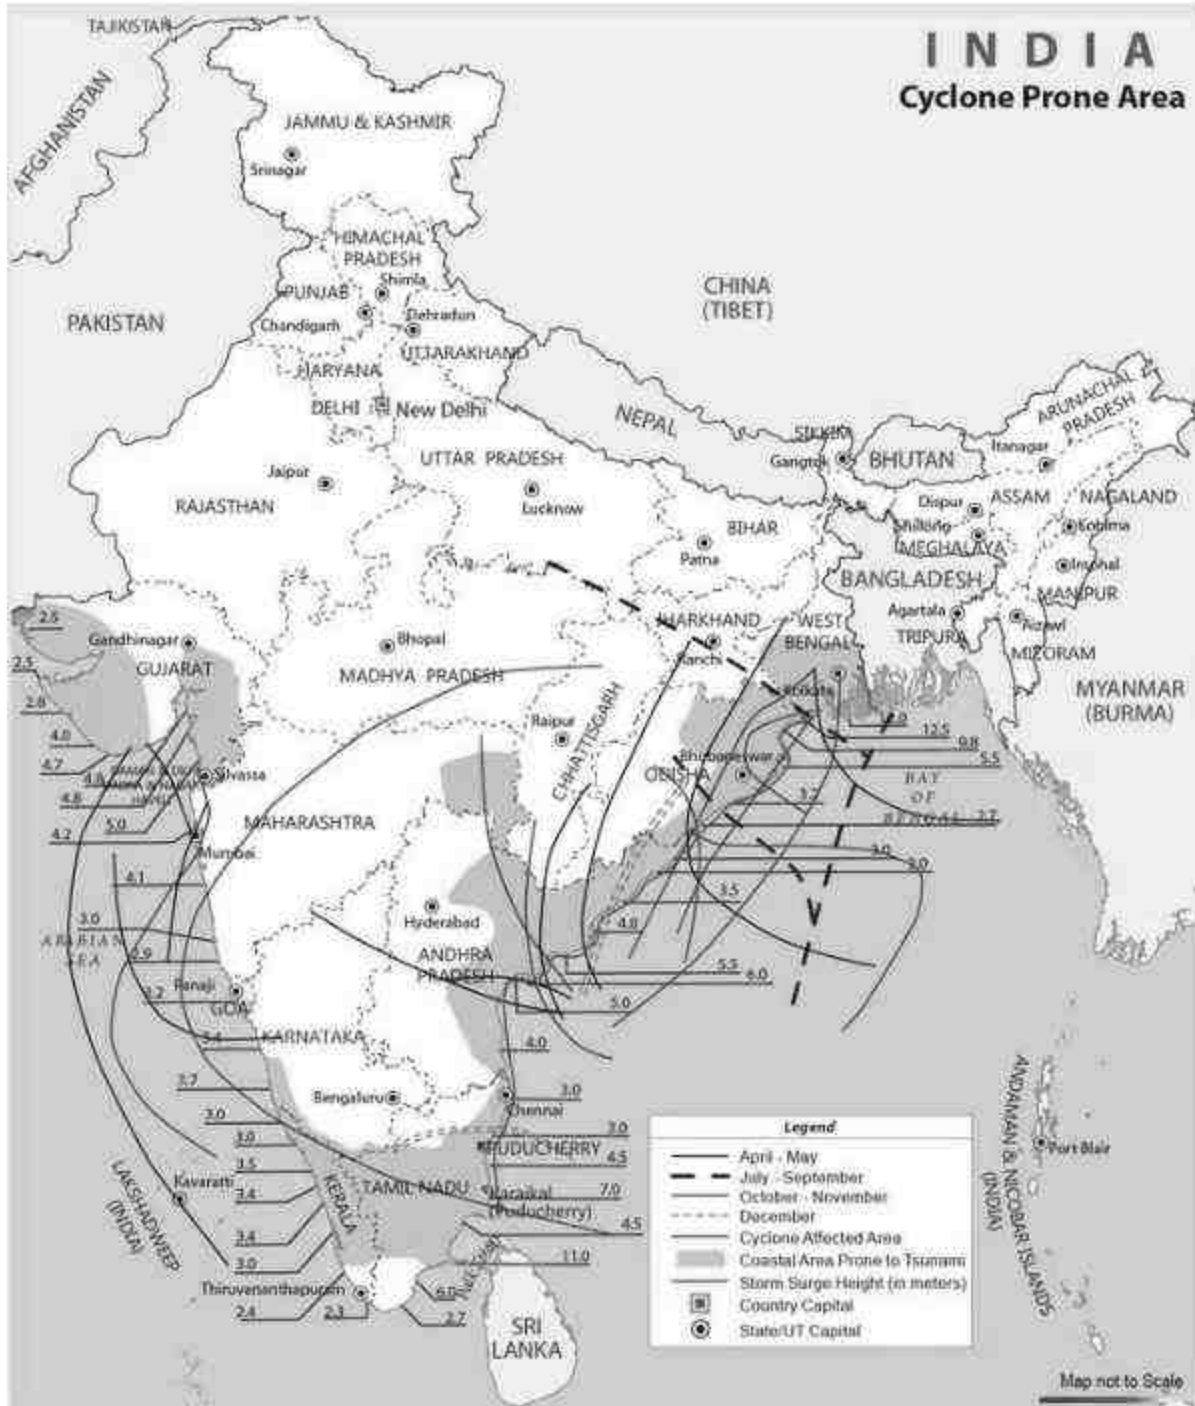 TAJIKISTAN
INDIA
Cyclone Prone Area
AFGHANISTAN
JAMMU & KASHMIR
Srinagar
HIMACHAL
PRADESH
Shimla
PUNJAB
Chandigarh
Dehradun
UTTARAKHAND
CHINA
(TIBET)
PAKISTAN
HARYANA
DELHI
New Delhi
NEPAL
ARUNACHAL
PRADESH
SIKKIM
Gangtok
BHUTAN
Itanagar
UTTAR PRADESH
Jaipur
Lucknow
RAJASTHAN
Dispur
ASSAM
NAGALAND
Shillong
Kohima
MEGHALAYA
BIHAR
Patna
Imphal
MANIPUR
BANGLADESH
Agartala
TRIPURA
Aizawl
MIZORAM
JHARKHAND
Ranchi
WEST
BENGAL
Kolkata
MYANMAR
(BURMA)
2.5
Gandhinagar
GUJARAT
2.5
2.8
4.0
4.7
4.8
4.8
5.0
4.2
Bhopal
MADHYA PRADESH
Raipur
CHHATTISGARH
Bhubaneswar
ODISHA
12.5
9.8
5.5
BAY
OF
BENGAL
2.7
Silvassa
MAHARASHTRA
Mumbai
3.0
3.0
4.1
3.5
4.8
3.0
ARABIAN
SEA
2.9
Hyderabad
ANDHRA
PRADESH
5.5
6.0
5.0
Panaji
3.2
GOA
3.4
KARNATAKA
4.0
3.7
Bengaluru
3.0
Chennai
3.0
3.0
3.0
PUDUCHERRY
3.5
4.5
3.4
TAMIL NADU
7.0
Karaikal
(Puducherry)
4.5
Kavaratti
LAKSHADWEEP
(INDIA)
KERALA
3.4
3.0
11.0
Thiruvananthapuram
6.0
2.4
2.3
2.7
SRI
LANKA
ANDAMAN & NICOBAR ISLANDS
(INDIA)
Port Blair
Legend
April - May
July - September
October - November
December
Cyclone Affected Area
Coastal Area Prone to Tsunami
Storm Surge Height (in meters)
Country Capital
State/UT Capital
Map not to Scale